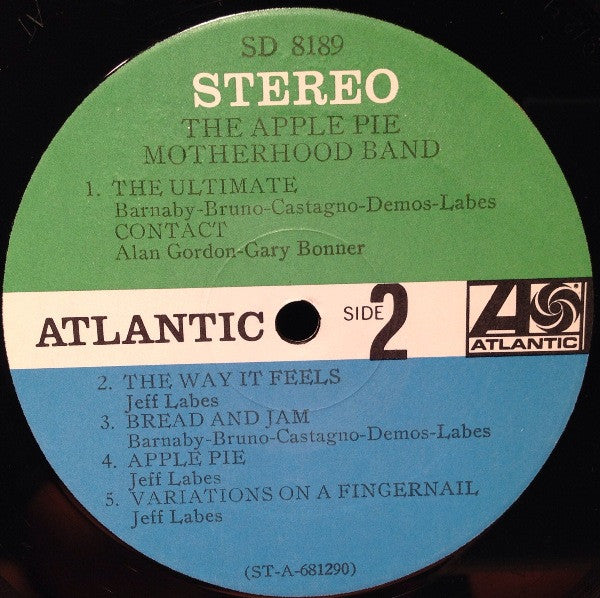 SD 8189
STEREO
THE APPLE PIE
MOTHERHOOD BAND
1. THE ULTIMATE
Barnaby-Bruno-Castagno-Demos-Labes
CONTACT
Alan Gordon-Gary Bonner
ATLANTIC
SIDE 2
ATLANTIC
2. THE WAY IT FEELS
Jeff Labes
3. BREAD AND JAM
Barnaby-Bruno-Castagno-Demos-Labes
4. APPLE PIE
Jeff Labes
5. VARIATIONS ON A FINGERNAIL
Jeff Labes
(ST-A-681290)